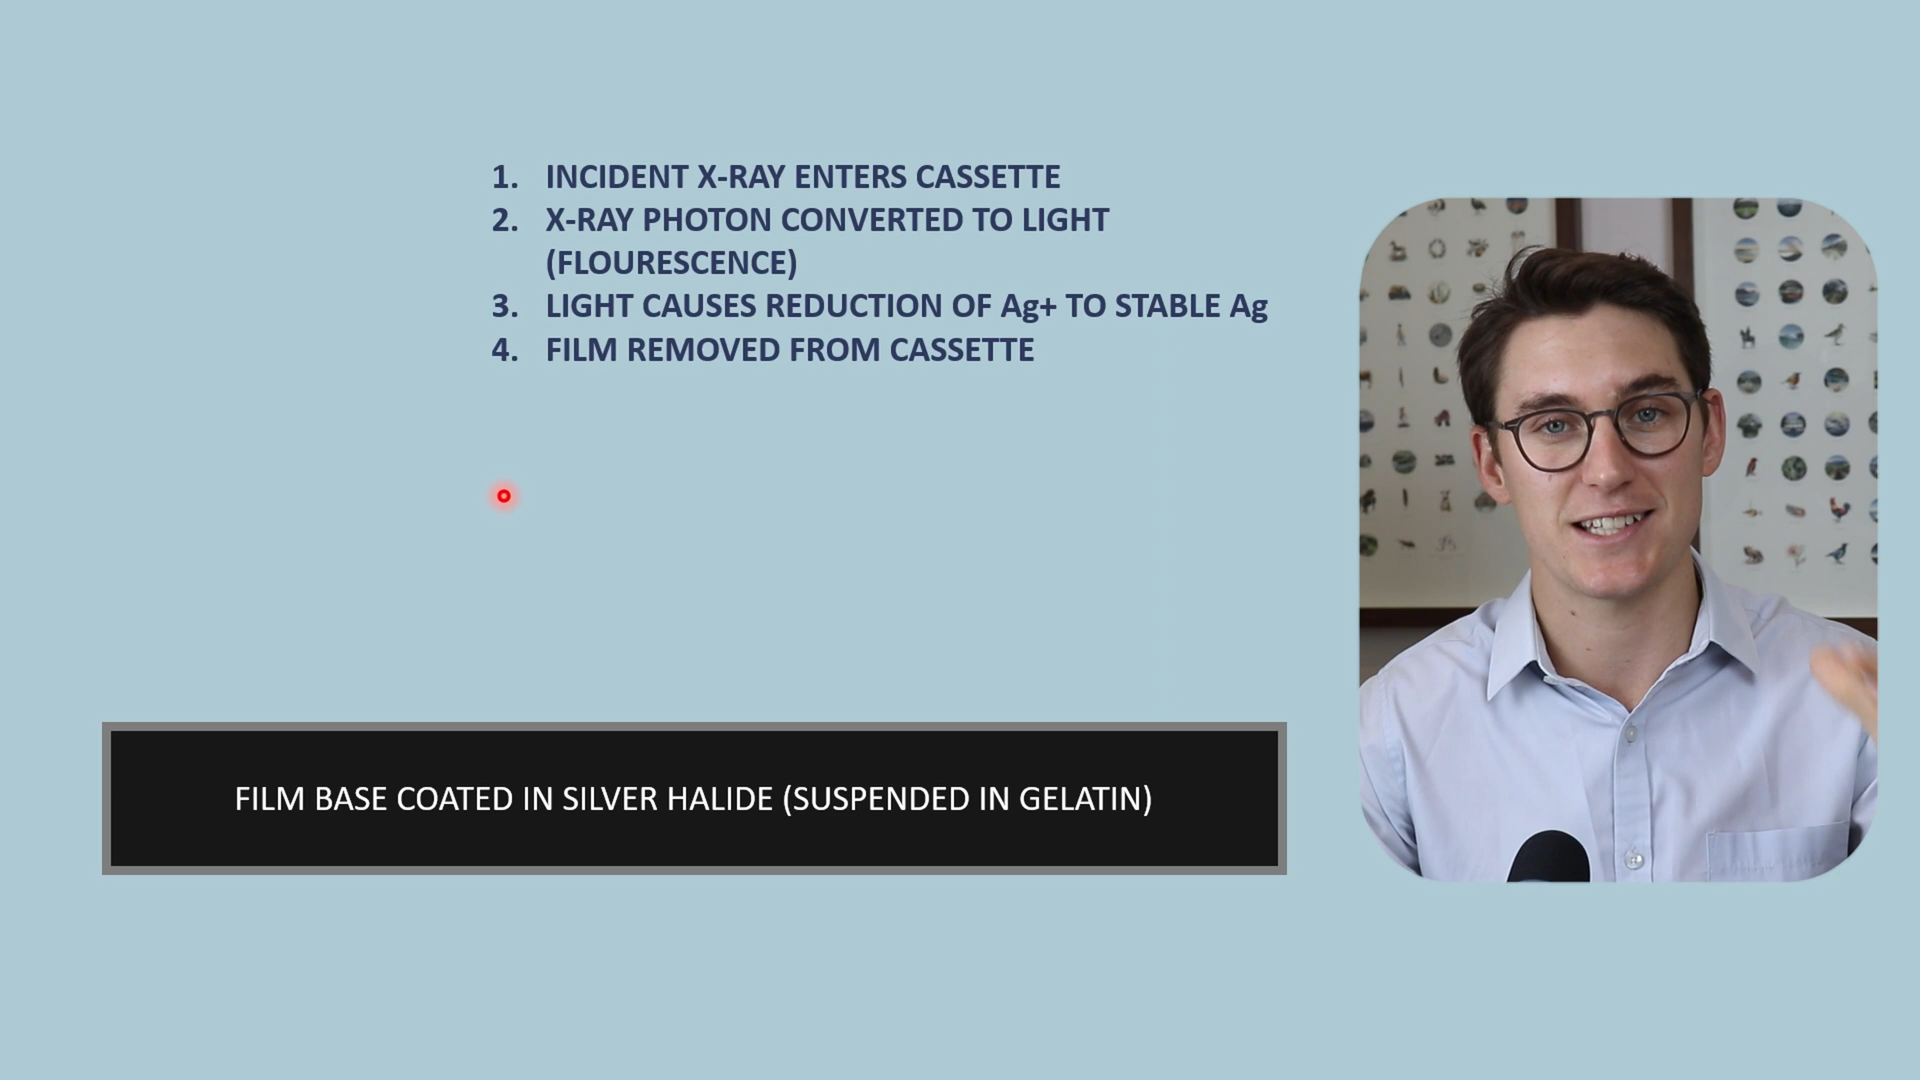 1. INCIDENT X-RAY ENTERS CASSETTE
2. X-RAY PHOTON CONVERTED TO LIGHT
(FLOURESCENCE)
3. LIGHT CAUSES REDUCTION OF Ag+ TO STABLE Ag
4. FILM REMOVED FROM CASSETTE
FILM BASE COATED IN SILVER HALIDE (SUSPENDED IN GELATIN)